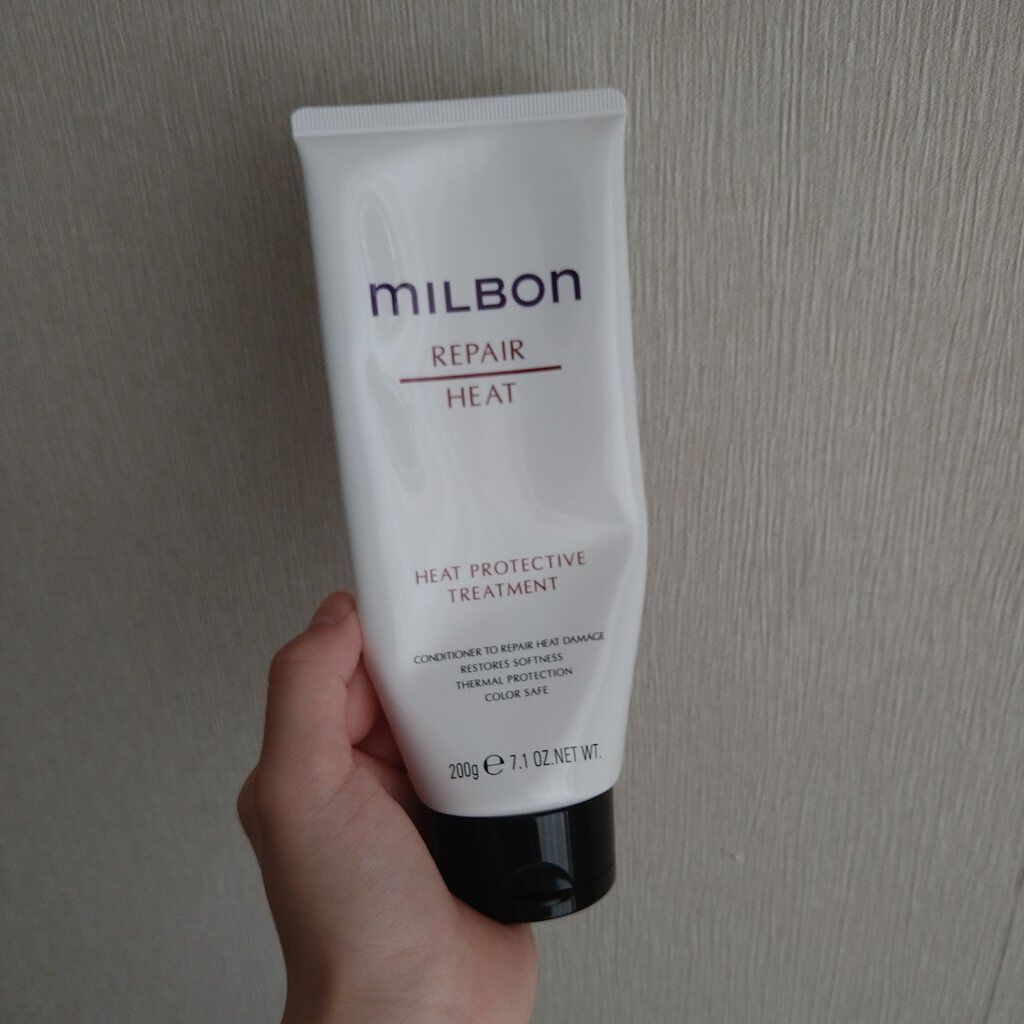 MILBON
REPAIR
HEAT
HEAT PROTECTIVE
TREATMENT
CONDITIONER TO REPAIR HEAT DAMAGE
RESTORES SOFTNESS
THERMAL PROTECTION
COLOR SAFE
200g ℮ 7.1 OZ.NET WT.